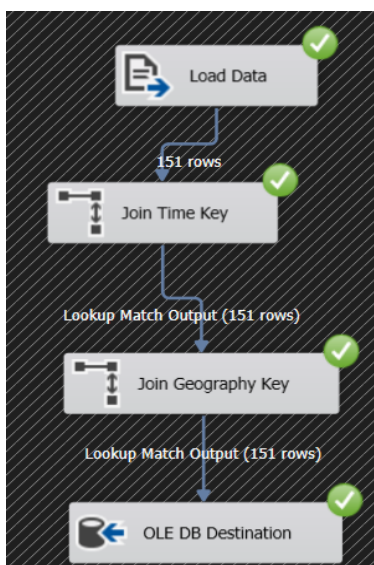 Load Data
151 rows
Join Time Key
Lookup Match Output (151 rows)
Join Geography Key
Lookup Match Output (151 rows)
OLE DB Destination